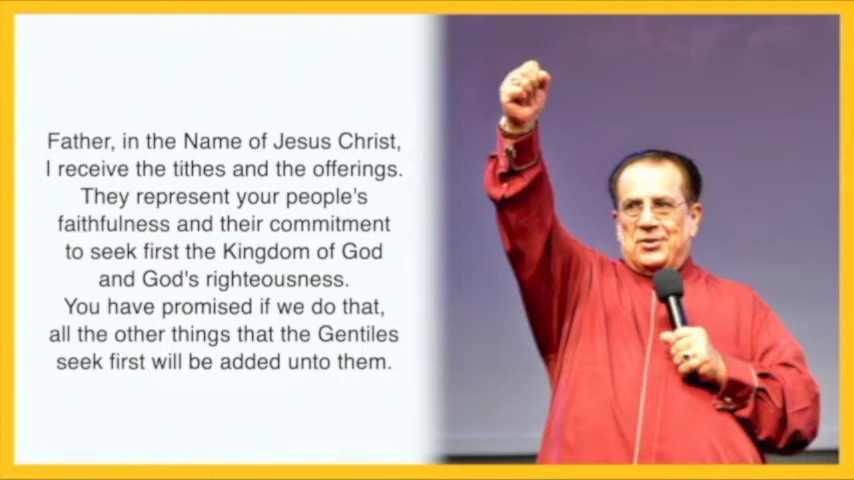 Father, in the Name of Jesus Christ,
I receive the tithes and the offerings.
They represent your people's
faithfulness and their commitment
to seek first the Kingdom of God
and God's righteousness.
You have promised if we do that,
all the other things that the Gentiles
seek first will be added unto them.